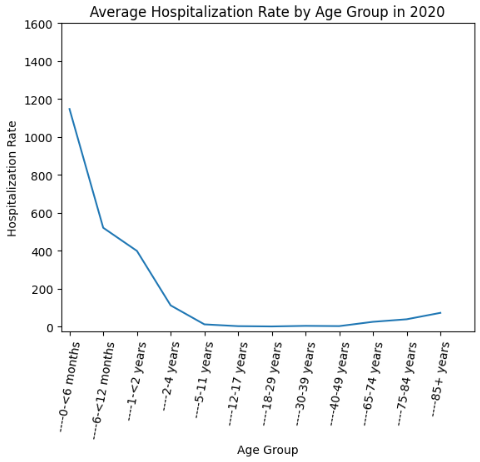 Average Hospitalization Rate by Age Group in 2020
1600
1400
1200
1000
800
600
400
200
0
Hospitalization Rate
----0-<6 months
----6-<12 months
----1-<2 years
----2-4 years
----5-11 years
----12-17 years
----18-29 years
----30-39 years
----40-49 years
----65-74 years
----75-84 years
----85+ years
Age Group